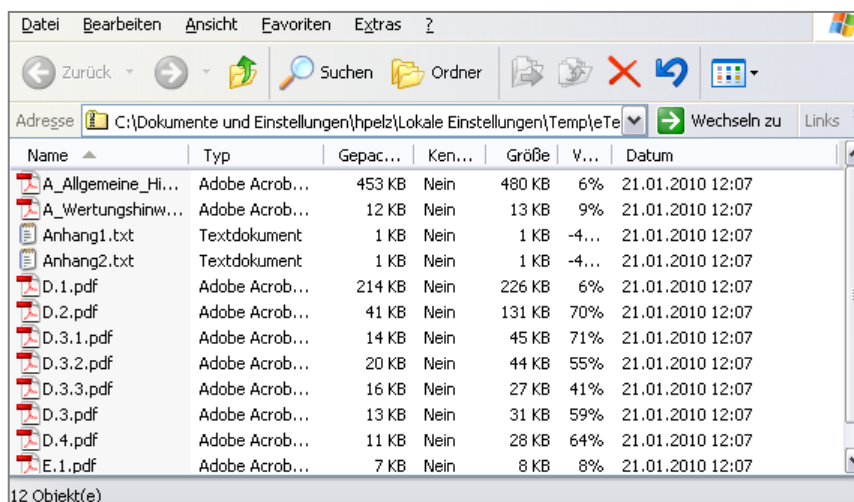 Datei Bearbeiten Ansicht Favoriten Extras ?
Zurück Suchen Ordner
Adresse C:\Dokumente und Einstellungen\hpelz\Lokale Einstellungen\Temp\eTe Wechseln zu Links
Name Typ Gepac... Ken... Größe V... Datum
A_Allgemeine_Hi... Adobe Acrob... 453 KB Nein 480 KB 6% 21.01.2010 12:07
A_Wertungshinw... Adobe Acrob... 12 KB Nein 13 KB 9% 21.01.2010 12:07
Anhang1.txt Textdokument 1 KB Nein 1 KB -4... 21.01.2010 12:07
Anhang2.txt Textdokument 1 KB Nein 1 KB -4... 21.01.2010 12:07
D.1.pdf Adobe Acrob... 214 KB Nein 226 KB 6% 21.01.2010 12:07
D.2.pdf Adobe Acrob... 41 KB Nein 131 KB 70% 21.01.2010 12:07
D.3.1.pdf Adobe Acrob... 14 KB Nein 45 KB 71% 21.01.2010 12:07
D.3.2.pdf Adobe Acrob... 20 KB Nein 44 KB 55% 21.01.2010 12:07
D.3.3.pdf Adobe Acrob... 16 KB Nein 27 KB 41% 21.01.2010 12:07
D.3.pdf Adobe Acrob... 13 KB Nein 31 KB 59% 21.01.2010 12:07
D.4.pdf Adobe Acrob... 11 KB Nein 28 KB 64% 21.01.2010 12:07
E.1.pdf Adobe Acrob... 7 KB Nein 8 KB 8% 21.01.2010 12:07
12 Objekt(e)